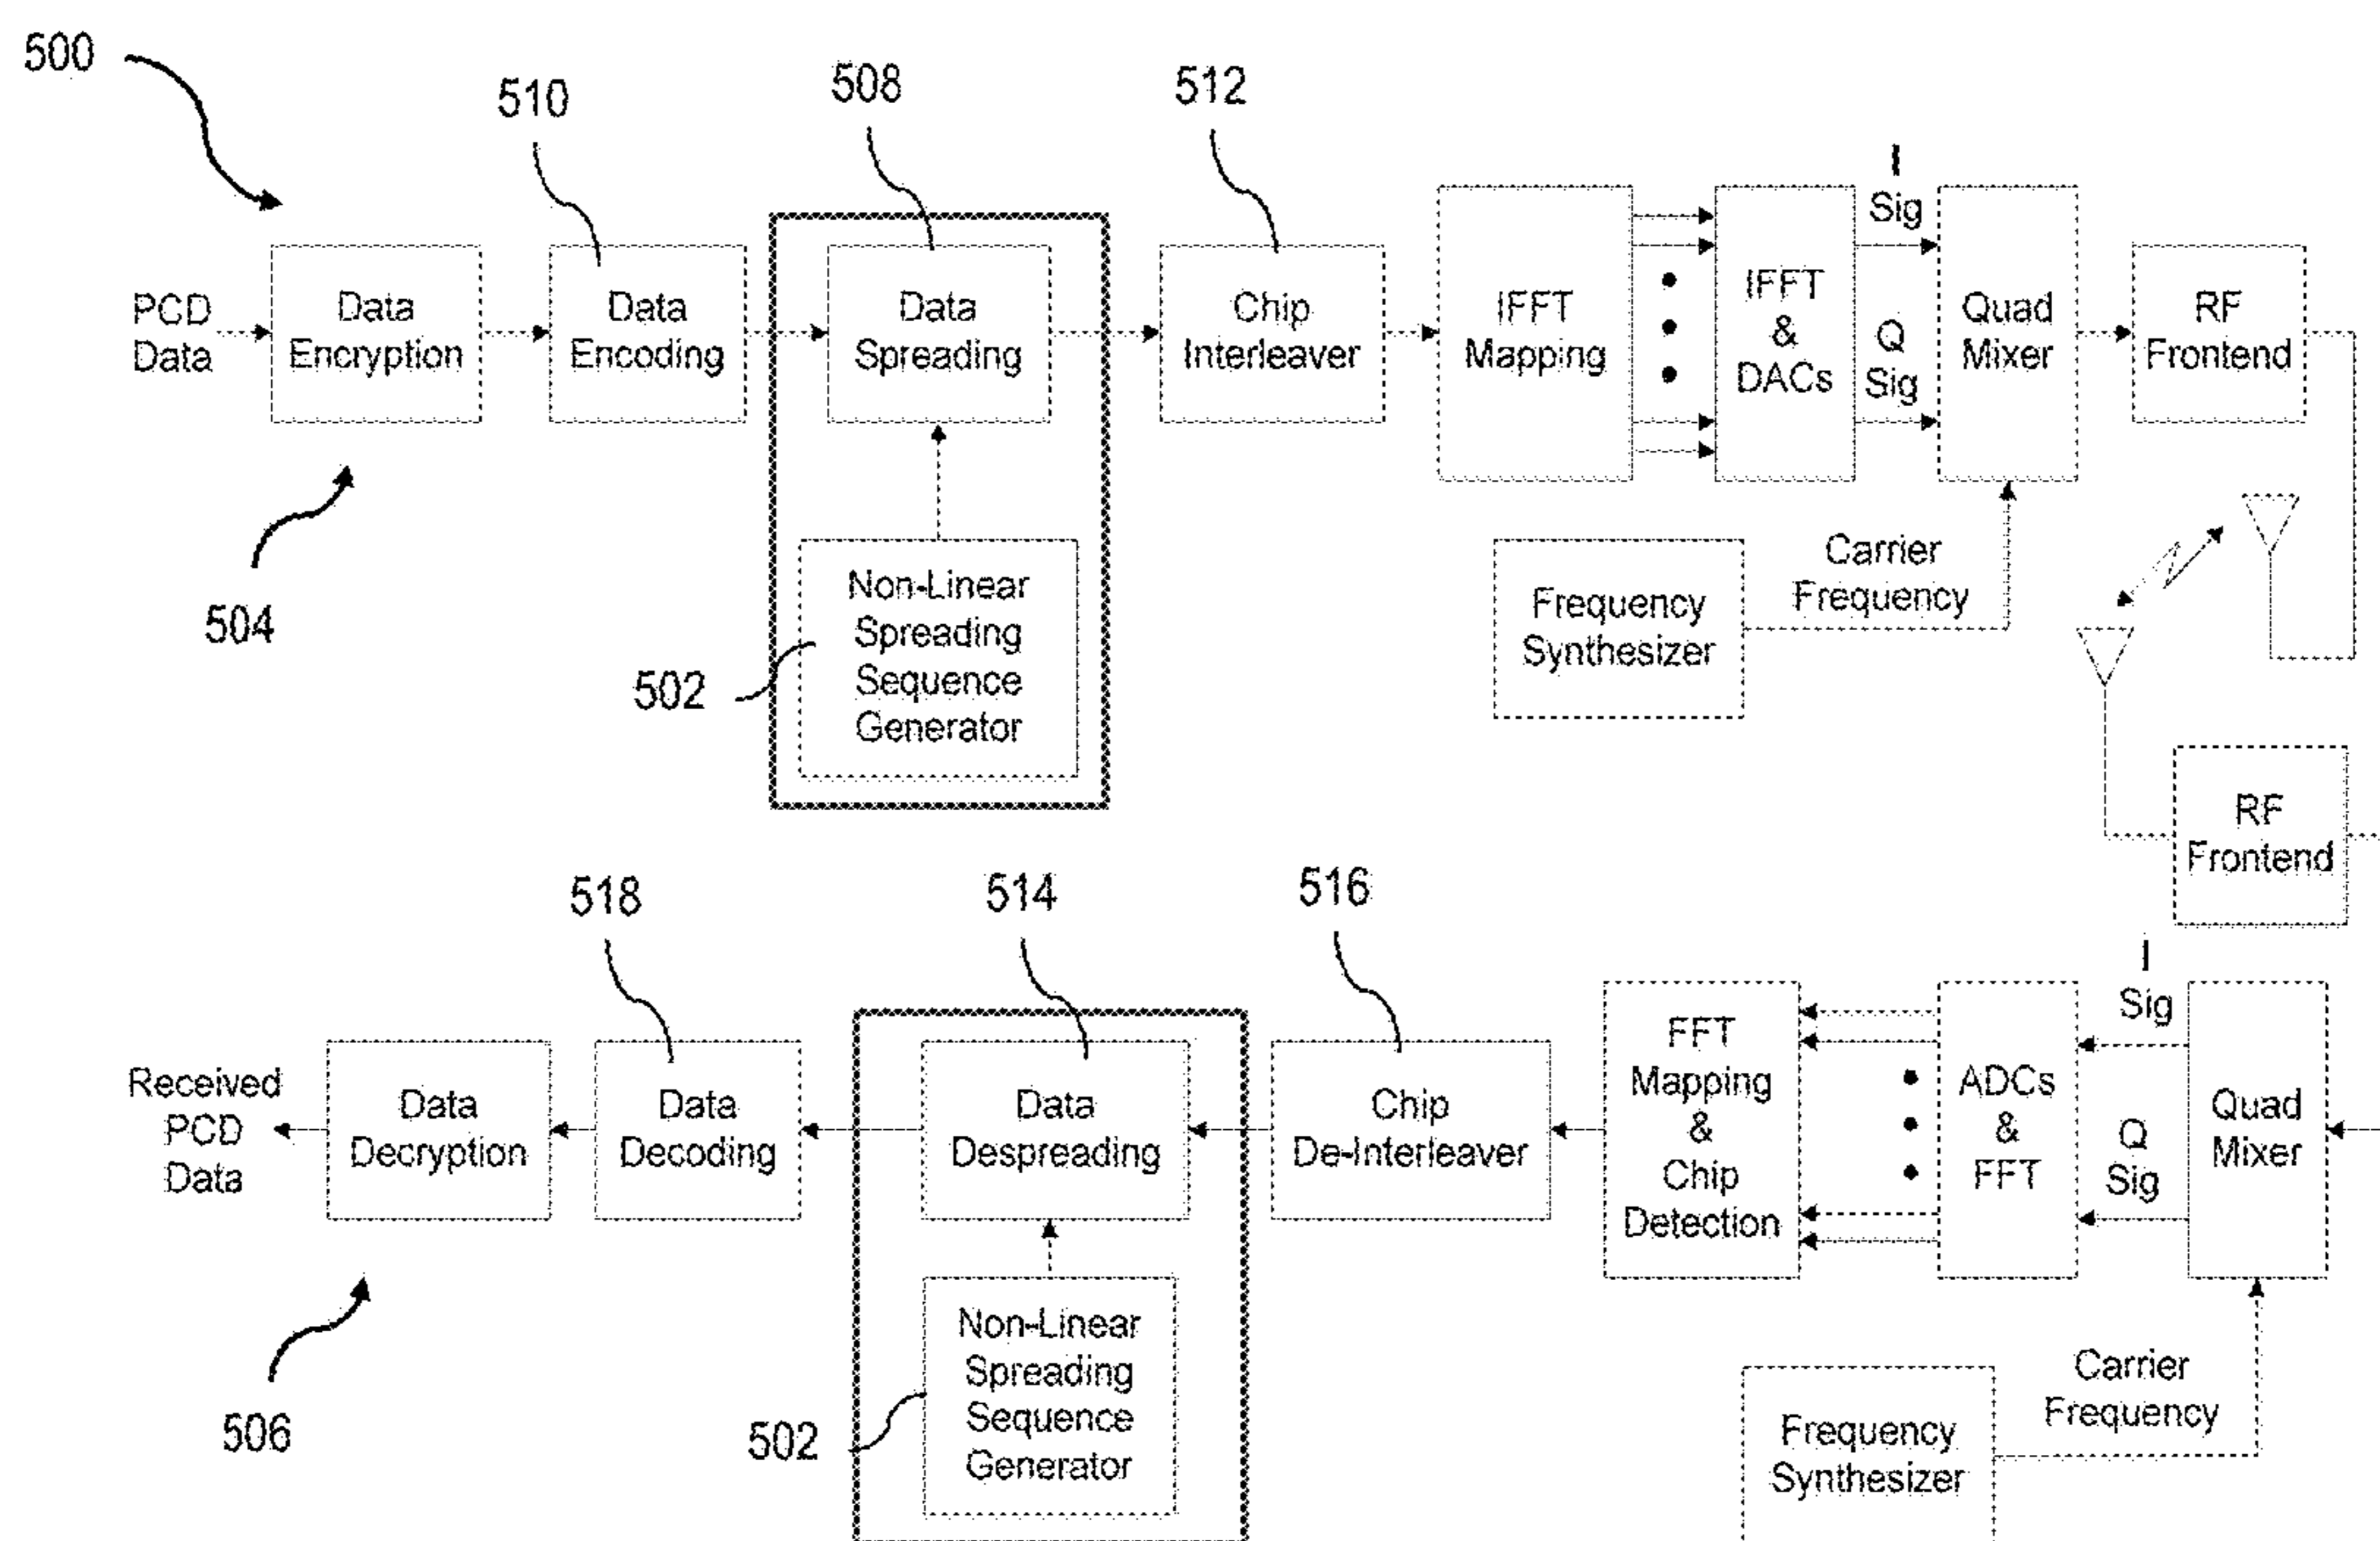 500
510
508
512
I
Sig
PCD
Data
Data
Encryption
Data
Encoding
Data
Spreading
Chip
Interleaver
IFFT
Mapping
IFFT
&
DACs
Q
Sig
Quad
Mixer
RF
Frontend
504
502
Non-Linear
Spreading
Sequence
Generator
Frequency
Synthesizer
Carrier
Frequency
RF
Frontend
518
514
516
I
Sig
Received
PCD
Data
Data
Decryption
Data
Decoding
Data
Despreading
Chip
De-Interleaver
FFT
Mapping
&
Chip
Detection
ADCs
&
FFT
Q
Sig
Quad
Mixer
506
502
Non-Linear
Spreading
Sequence
Generator
Frequency
Synthesizer
Carrier
Frequency